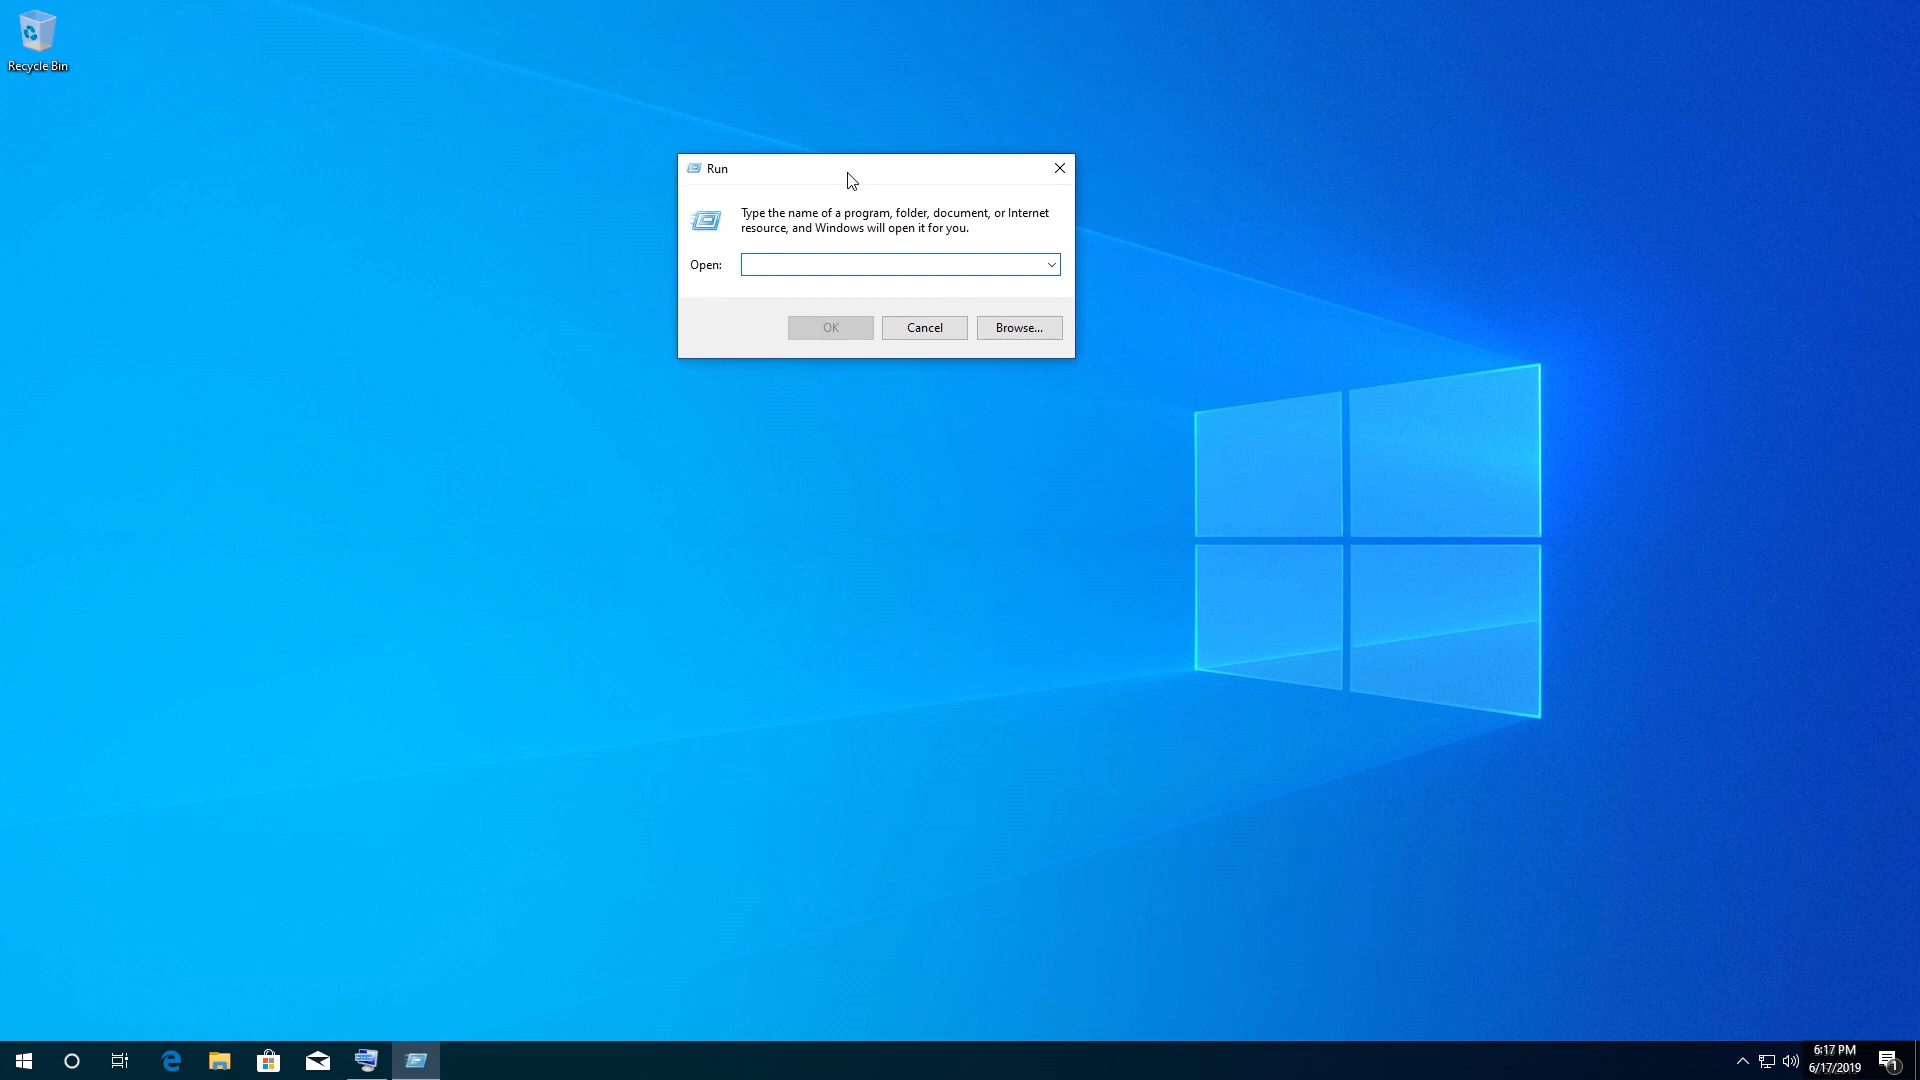 Recycle Bin
Run
Type the name of a program, folder, document, or Internet
resource, and Windows will open it for you.
Open:
OK
Cancel
Browse...
6:17 PM
6/17/2019
1